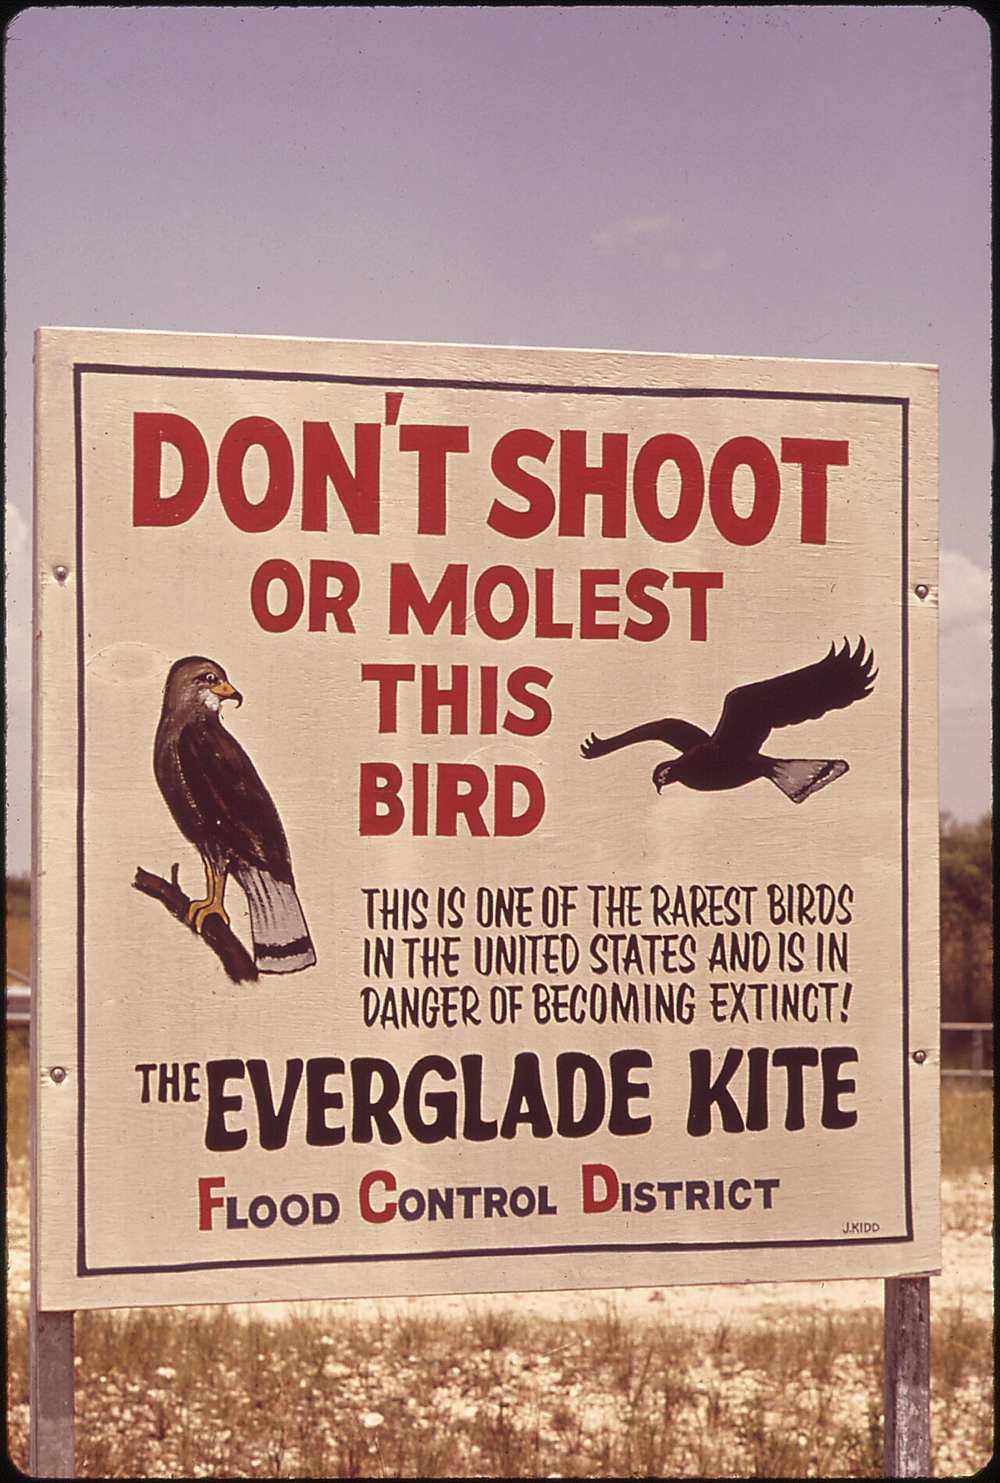 DON'T SHOOT
OR MOLEST
THIS
BIRD
THIS IS ONE OF THE RAREST BIRDS
IN THE UNITED STATES AND IS IN
DANGER OF BECOMING EXTINCT!
THE EVERGLADE KITE
FLOOD CONTROL DISTRICT
J.KIDD